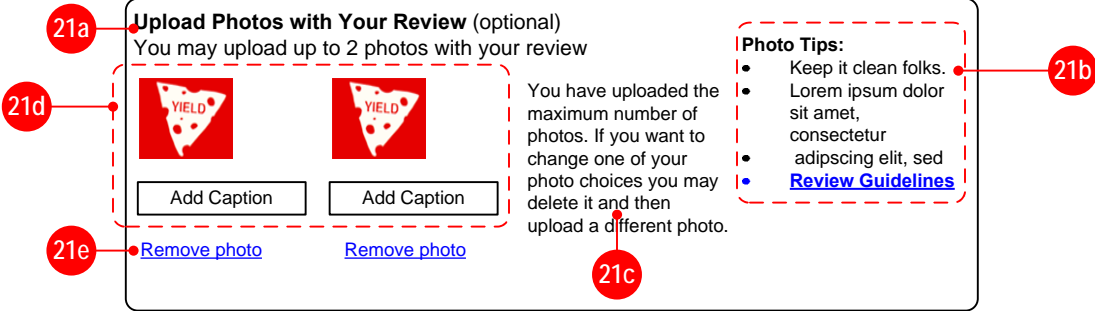 21a
Upload Photos with Your Review (optional)
You may upload up to 2 photos with your review
21d
YIELD
YIELD
Add Caption
Add Caption
21e
Remove photo
Remove photo
You have uploaded the
maximum number of
photos. If you want to
change one of your
photo choices you may
delete it and then
upload a different photo.
21c
Photo Tips:
• Keep it clean folks.
• Lorem ipsum dolor
sit amet,
consectetur
• adipscing elit, sed
• Review Guidelines
21b